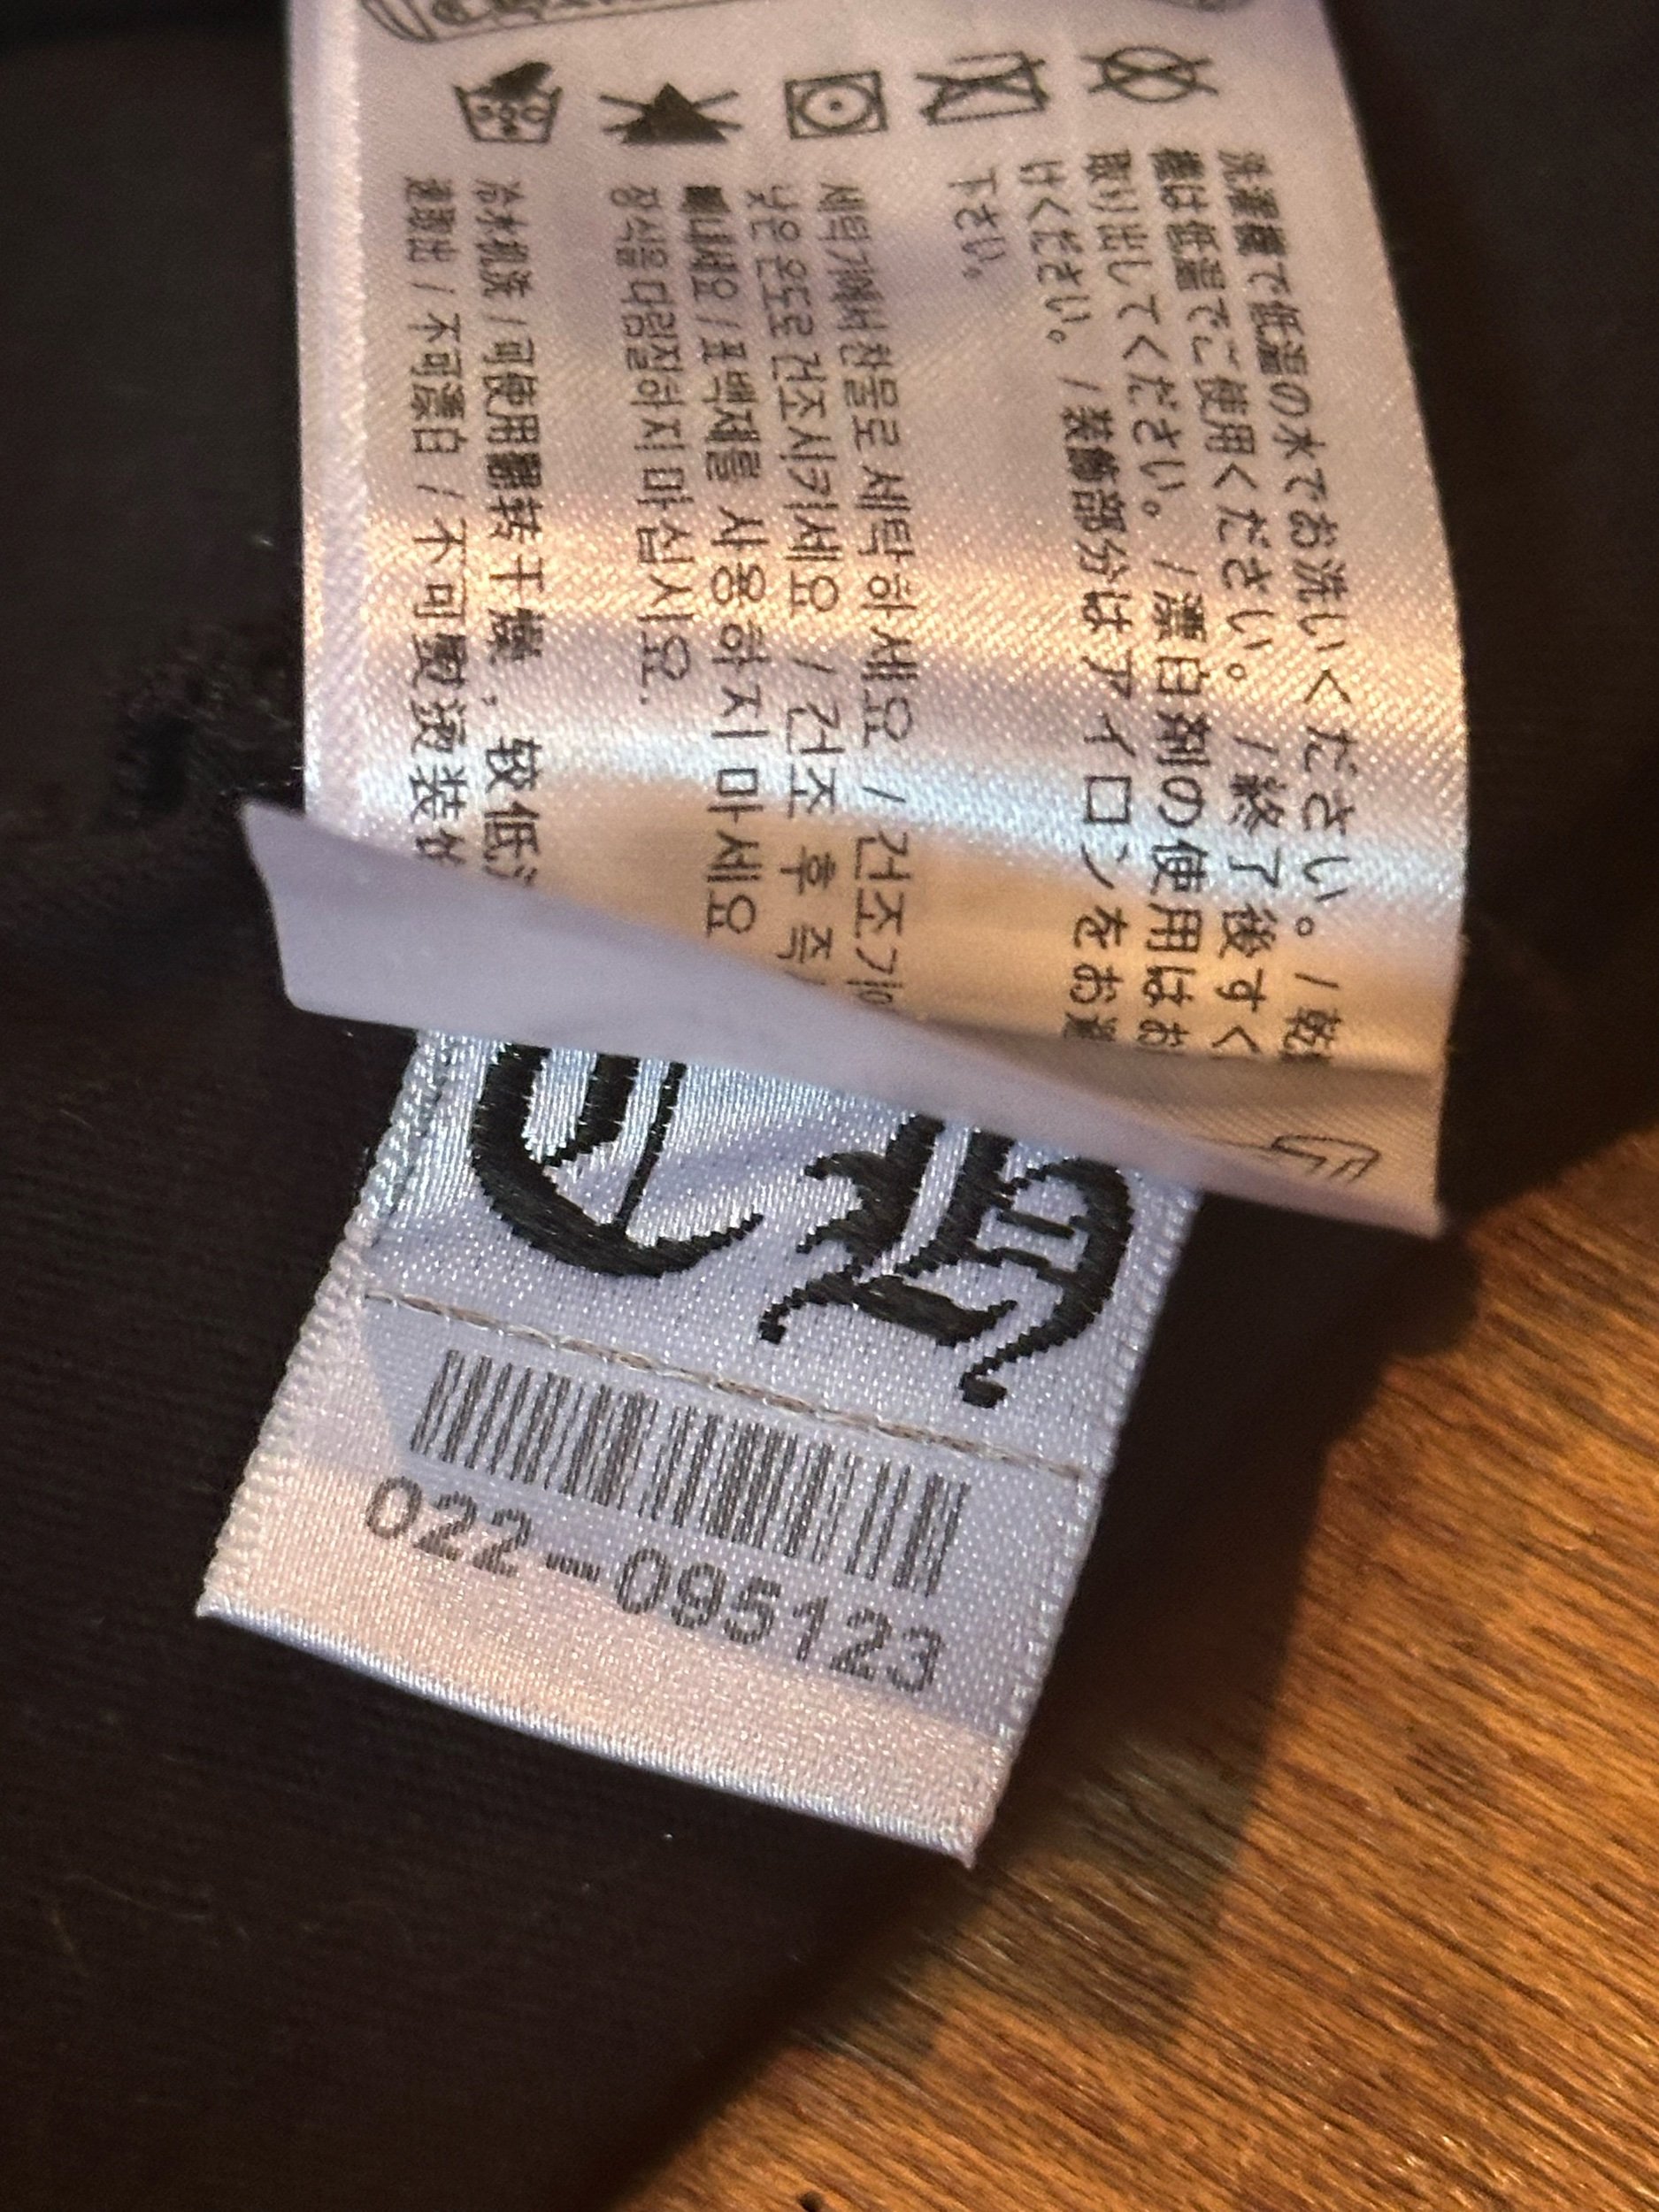 洗濯機で低温の水でお洗いください。/ 乾
機は低温でご使用ください。/ 終了後すぐ
取り出してください。/ 漂白剤の使用はお
けください。/ 装飾部分はアイロンをお避
下さい。
세탁기에서 찬물로 세탁하세요 / 건조기
낮은 온도로 건조시키세요 / 건조 후 즉
빼내세요 / 표백제를 사용하지 마세요
장식을 다림질하지 마십시오.
冷水机洗 / 可使用翻转干燥, 较低
速取出 / 不可漂白 / 不可熨烫装
CH
022-095123